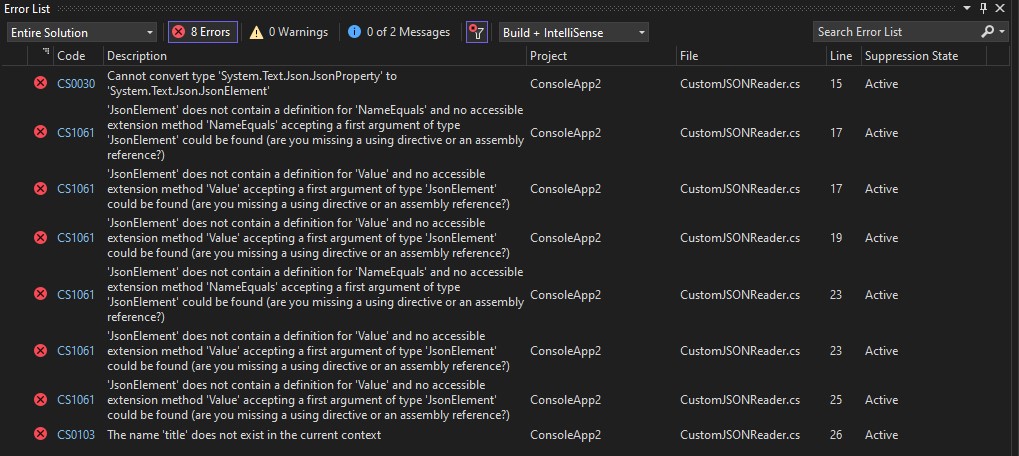 Error List
Entire Solution
8 Errors
0 Warnings
0 of 2 Messages
Build + IntelliSense
Search Error List
Code Description Project File Line Suppression State
CS0030 Cannot convert type 'System.Text.Json.JsonProperty' to
'System.Text.Json.JsonElement' ConsoleApp2 CustomJSONReader.cs 15 Active
'JsonElement' does not contain a definition for 'NameEquals' and no accessible
extension method 'NameEquals' accepting a first argument of type
CS1061 ConsoleApp2 CustomJSONReader.cs 17 Active
'JsonElement' could be found (are you missing a using directive or an assembly
reference?)
'JsonElement' does not contain a definition for 'Value' and no accessible
CS1061 extension method 'Value' accepting a first argument of type 'JsonElement' ConsoleApp2 CustomJSONReader.cs 17 Active
could be found (are you missing a using directive or an assembly reference?)
'JsonElement' does not contain a definition for 'Value' and no accessible
CS1061 extension method 'Value' accepting a first argument of type 'JsonElement' ConsoleApp2 CustomJSONReader.cs 19 Active
could be found (are you missing a using directive or an assembly reference?)
'JsonElement' does not contain a definition for 'NameEquals' and no accessible
extension method 'NameEquals' accepting a first argument of type
CS1061 ConsoleApp2 CustomJSONReader.cs 23 Active
'JsonElement' could be found (are you missing a using directive or an assembly
reference?)
'JsonElement' does not contain a definition for 'Value' and no accessible
CS1061 extension method 'Value' accepting a first argument of type 'JsonElement' ConsoleApp2 CustomJSONReader.cs 23 Active
could be found (are you missing a using directive or an assembly reference?)
'JsonElement' does not contain a definition for 'Value' and no accessible
CS1061 extension method 'Value' accepting a first argument of type 'JsonElement' ConsoleApp2 CustomJSONReader.cs 25 Active
could be found (are you missing a using directive or an assembly reference?)
CS0103 The name 'title' does not exist in the current context ConsoleApp2 CustomJSONReader.cs 26 Active